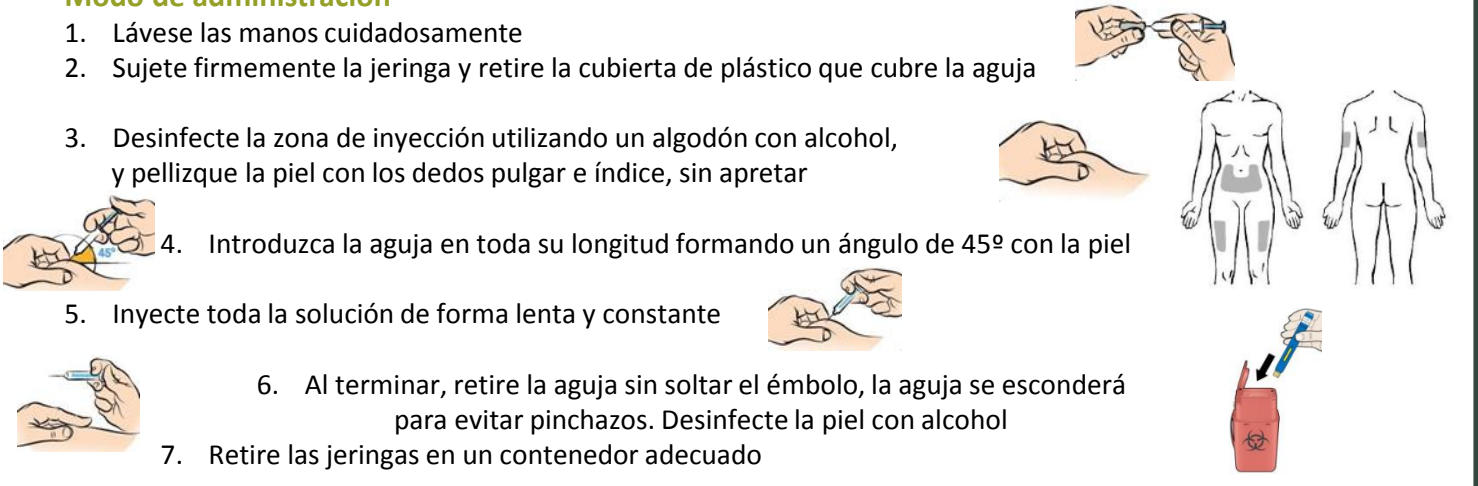 Modo de administración
1. Lávese las manos cuidadosamente
2. Sujete firmemente la jeringa y retire la cubierta de plástico que cubre la aguja
3. Desinfecte la zona de inyección utilizando un algodón con alcohol,
y pellizque la piel con los dedos pulgar e índice, sin apretar
45º
4. Introduzca la aguja en toda su longitud formando un ángulo de 45º con la piel
5. Inyecte toda la solución de forma lenta y constante
6. Al terminar, retire la aguja sin soltar el émbolo, la aguja se esconderá
para evitar pinchazos. Desinfecte la piel con alcohol
7. Retire las jeringas en un contenedor adecuado